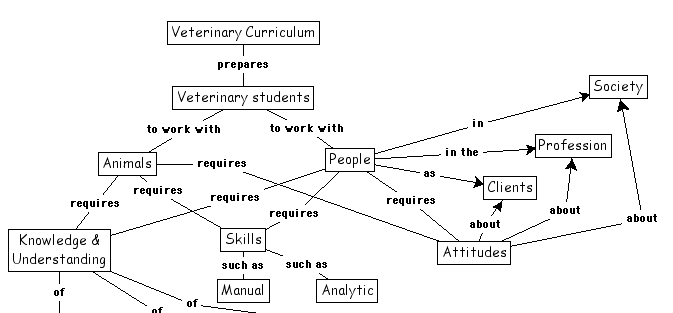 Veterinary Curriculum
prepares
Veterinary students
to work with
to work with
Society
in
Profession
in the
People
Animals
requires
as
Clients
requires
requires
requires
requires
requires
about
about
about
Knowledge &
Understanding
Skills
Attitudes
such as
such as
Manual
Analytic
of
of
of